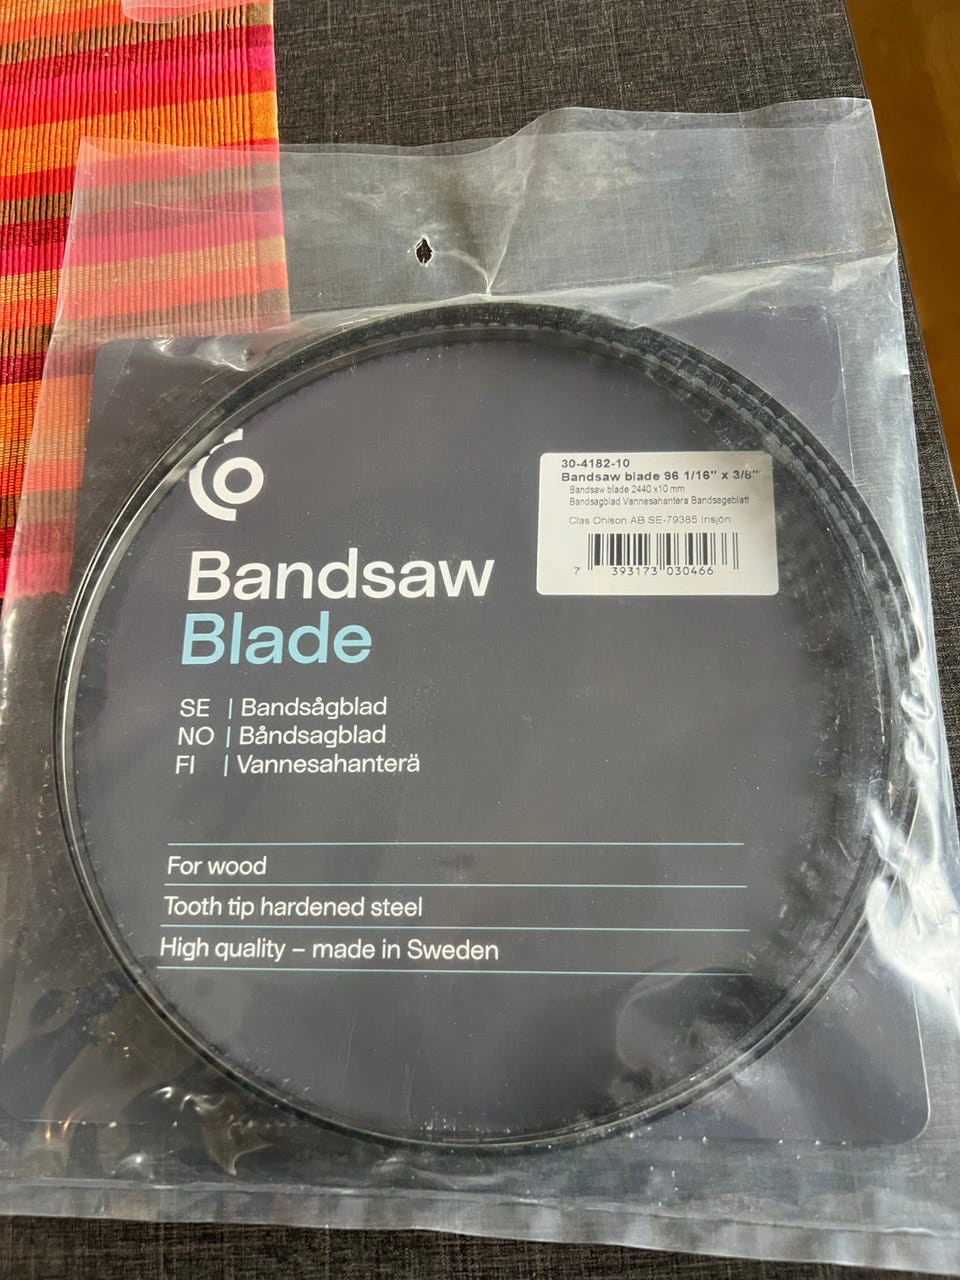 30-4182-10
Bandsaw blade 96 1/16" x 3/8"
Bandsaw blade 2440 x10 mm
Bandsagblad Vannesahantera Bandsageblatt
Clas Ohlson AB SE-79385 Insjön
7 393173 030466
Bandsaw
Blade
SE | Bandsågblad
NO | Båndsagblad
FI | Vannesahanterä
For wood
Tooth tip hardened steel
High quality – made in Sweden